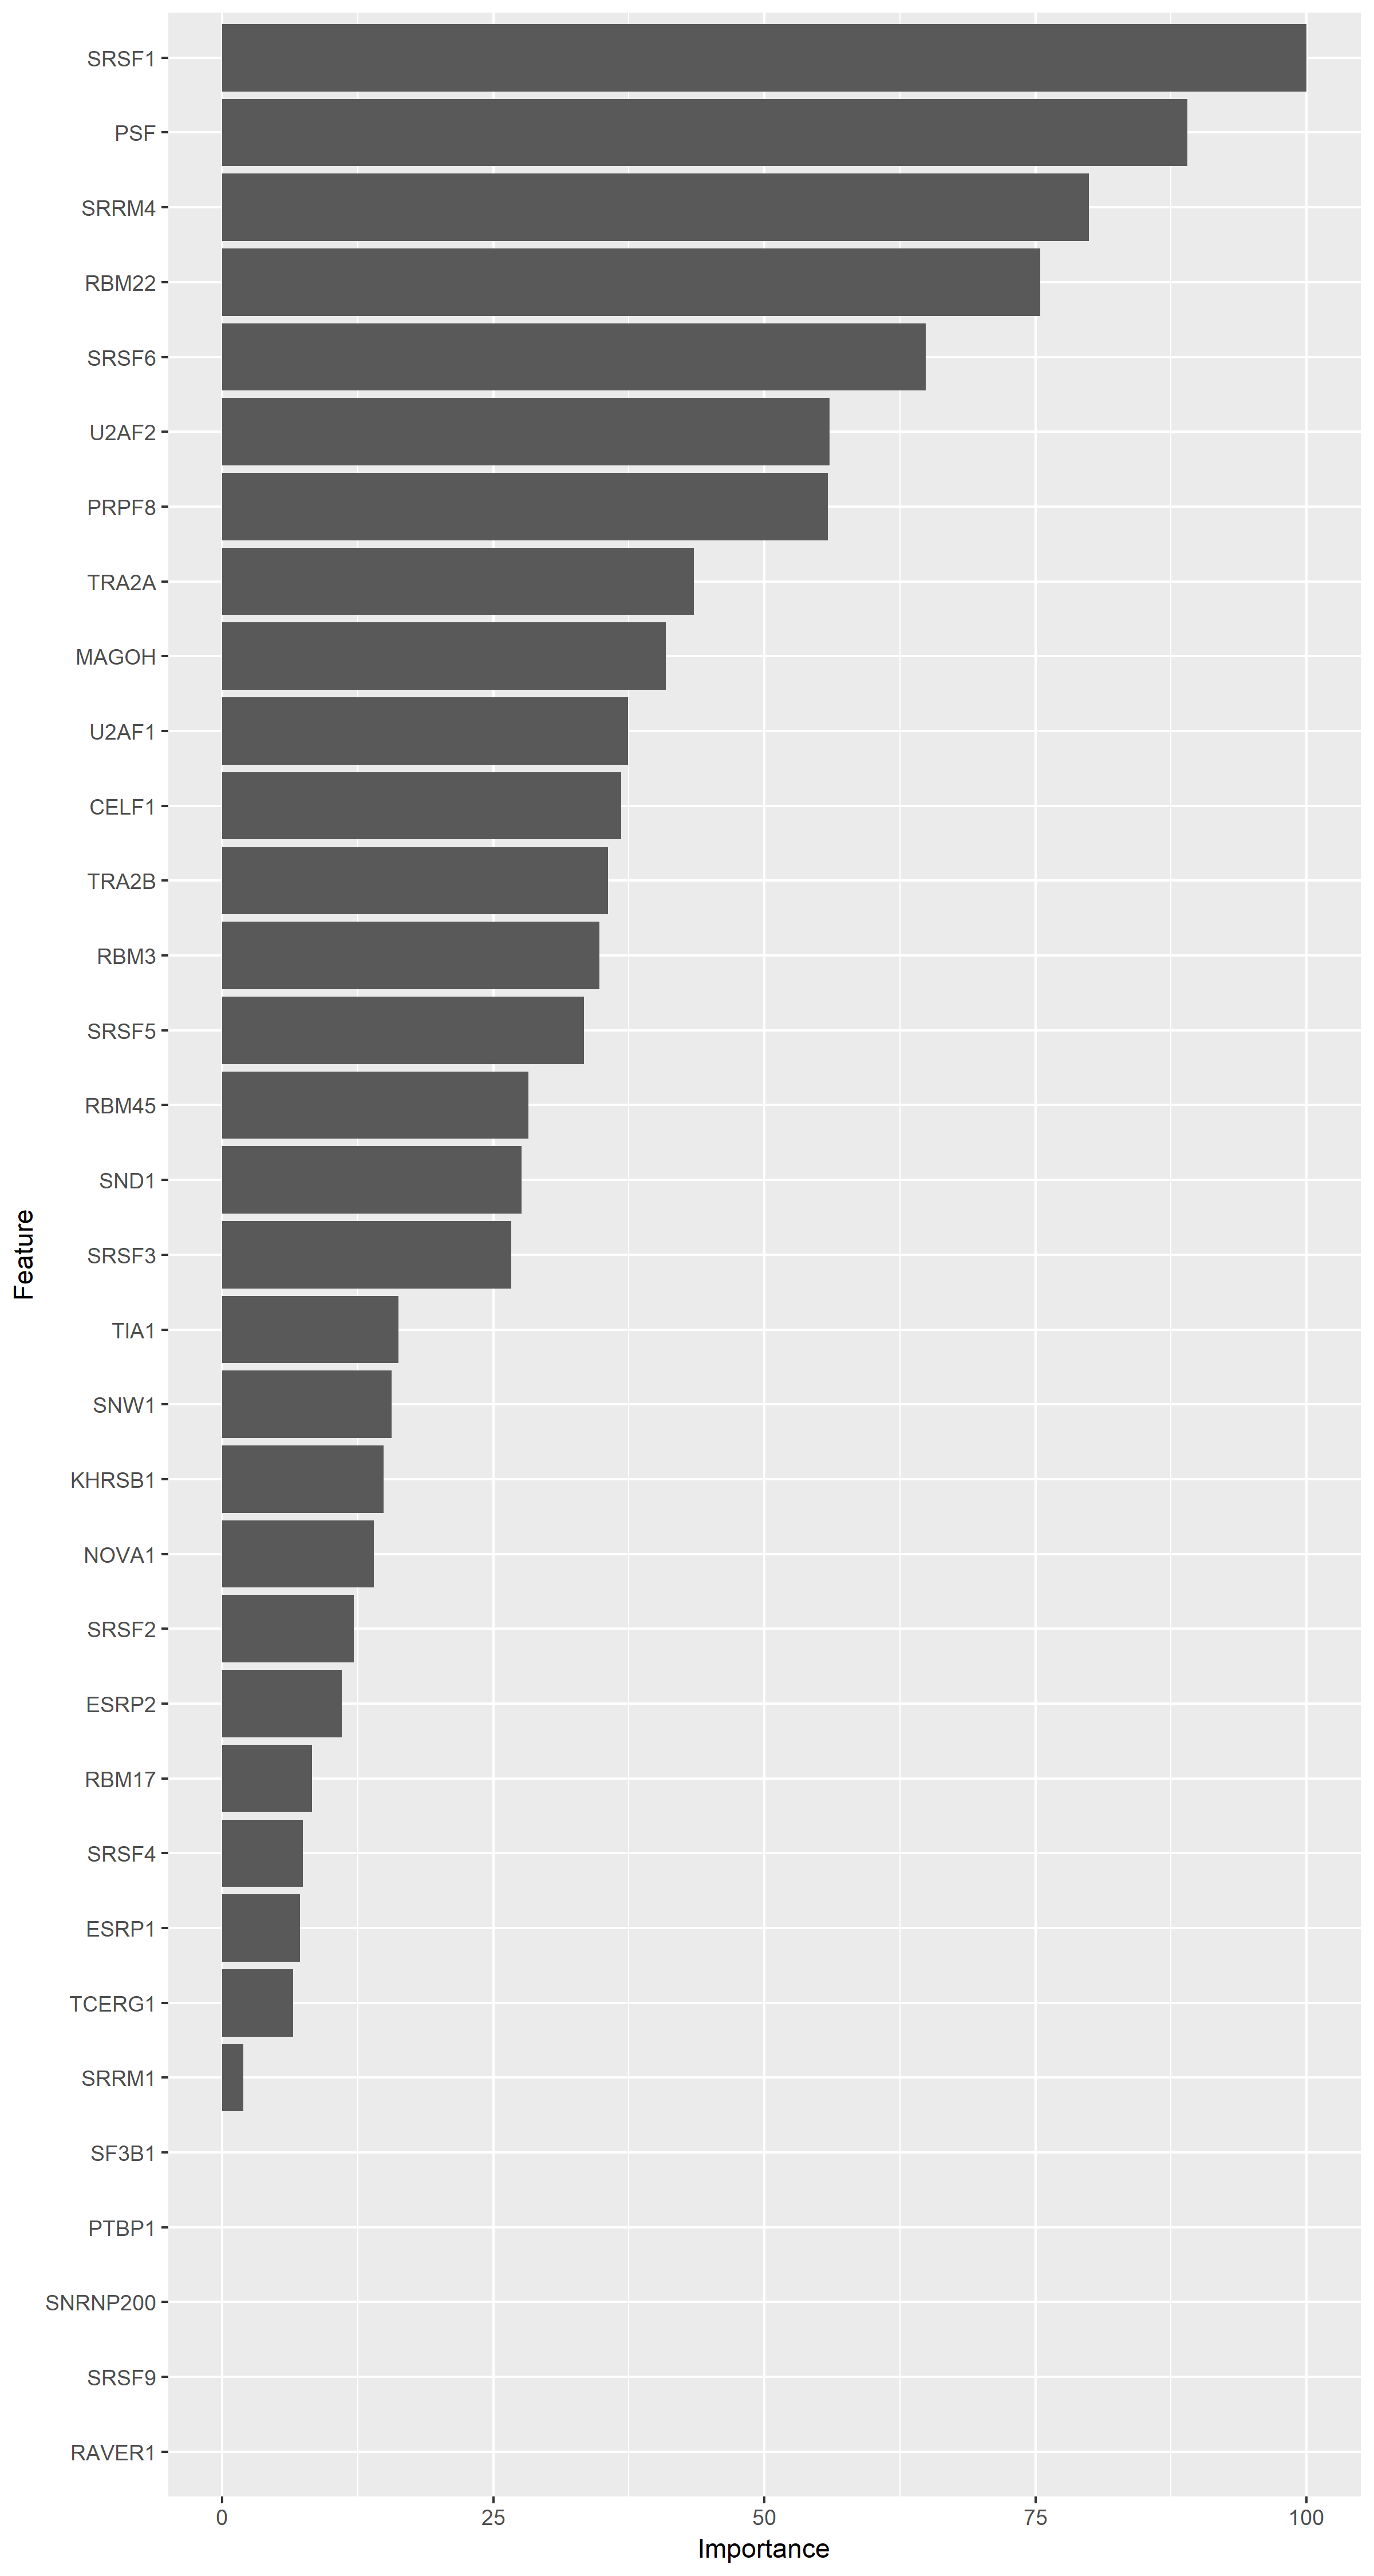 SRSF1
PSF
SRRM4
RBM22
SRSF6
U2AF2
PRPF8
TRA2A
MAGOH
U2AF1
CELF1
TRA2B
RBM3
SRSF5
RBM45
SND1
SRSF3
TIA1
SNW1
KHRSB1
NOVA1
SRSF2
ESRP2
RBM17
SRSF4
ESRP1
TCERG1
SRRM1
SF3B1
PTBP1
SNRNP200
SRSF9
RAVER1
Feature
0 25 50 75 100
Importance